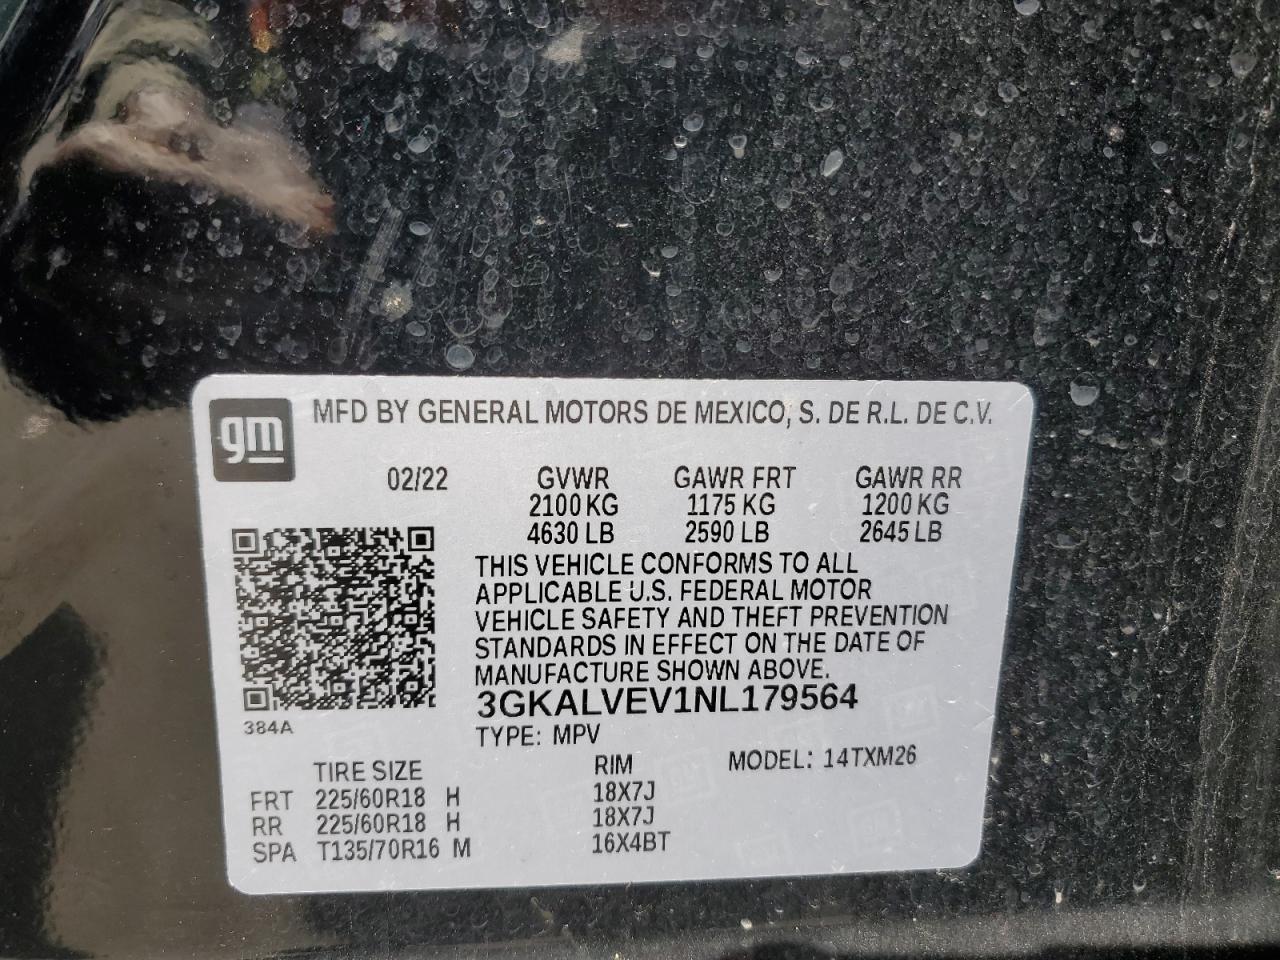 gm
MFD BY GENERAL MOTORS DE MEXICO, S. DE R.L. DE C.V.
02/22 GVWR GAWR FRT GAWR RR
2100 KG 1175 KG 1200 KG
4630 LB 2590 LB 2645 LB
THIS VEHICLE CONFORMS TO ALL
APPLICABLE U.S. FEDERAL MOTOR
VEHICLE SAFETY AND THEFT PREVENTION
STANDARDS IN EFFECT ON THE DATE OF
MANUFACTURE SHOWN ABOVE.
3GKALVEV1NL179564
384A
TYPE: MPV
MODEL: 14TXM26
TIRE SIZE RIM
FRT 225/60R18 H 18X7J
RR 225/60R18 H 18X7J
SPA T135/70R16 M 16X4BT